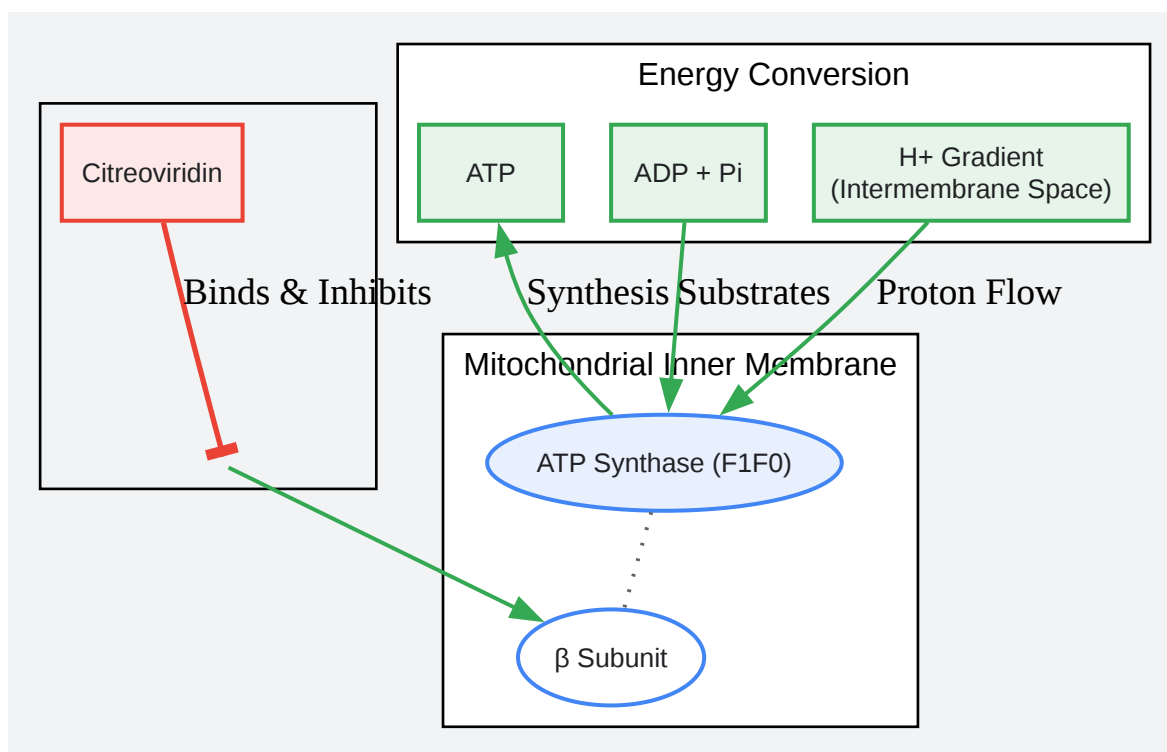 Energy Conversion
Citreoviridin
ATP
ADP + Pi
H+ Gradient
(Intermembrane Space)
Binds & Inhibits
Synthesis
Substrates
Proton Flow
Mitochondrial Inner Membrane
ATP Synthase (F1F0)
β Subunit